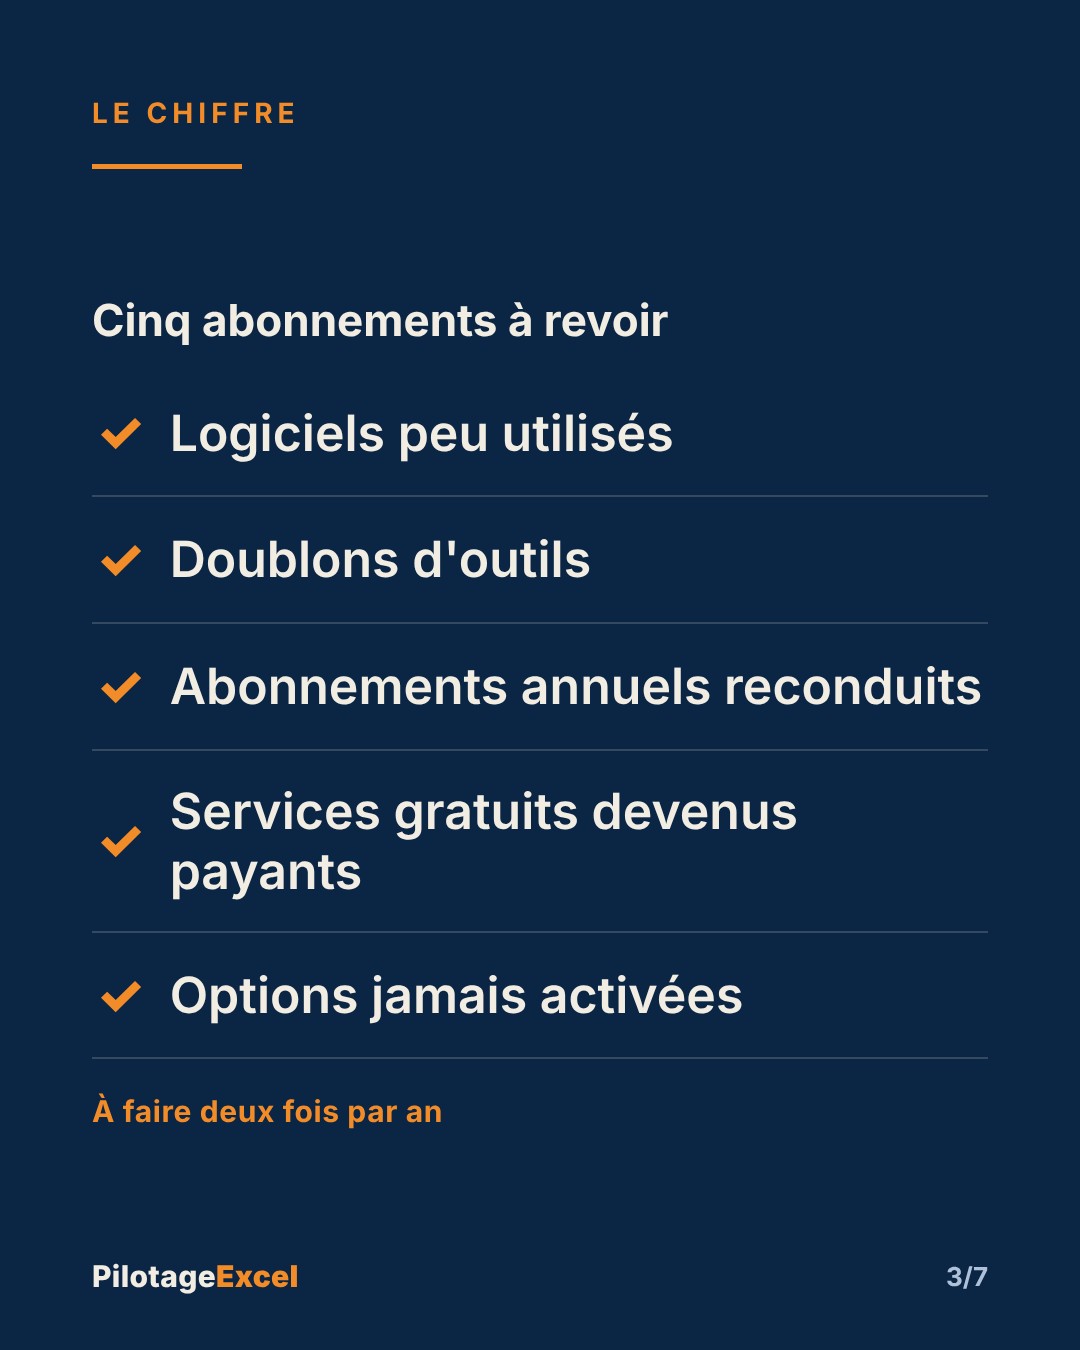 LE CHIFFRE
Cinq abonnements à revoir
Logiciels peu utilisés
Doublons d'outils
Abonnements annuels reconduits
Services gratuits devenus
payants
Options jamais activées
À faire deux fois par an
PilotageExcel
3/7